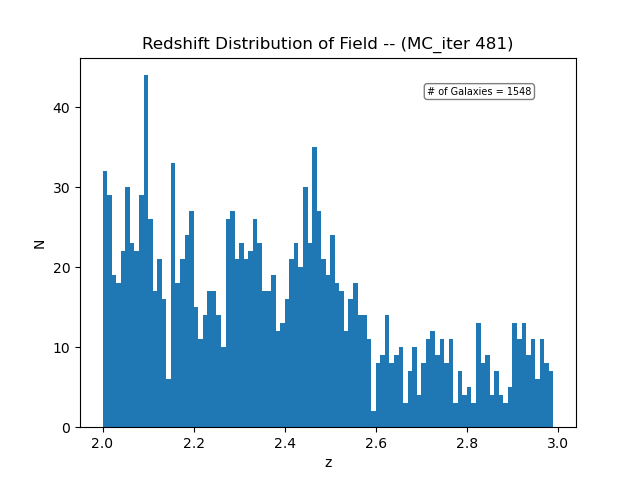 Redshift Distribution of Field -- (MC_iter 481)
# of Galaxies = 1548
40
30
20
10
0
N
2.0 2.2 2.4 2.6 2.8 3.0
z